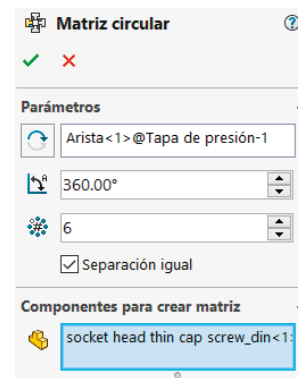 Matriz circular
Parámetros
Arista<1>@Tapa de presión-1
360.00°
6
Separación igual
Componentes para crear matriz
socket head thin cap screw_din<1>